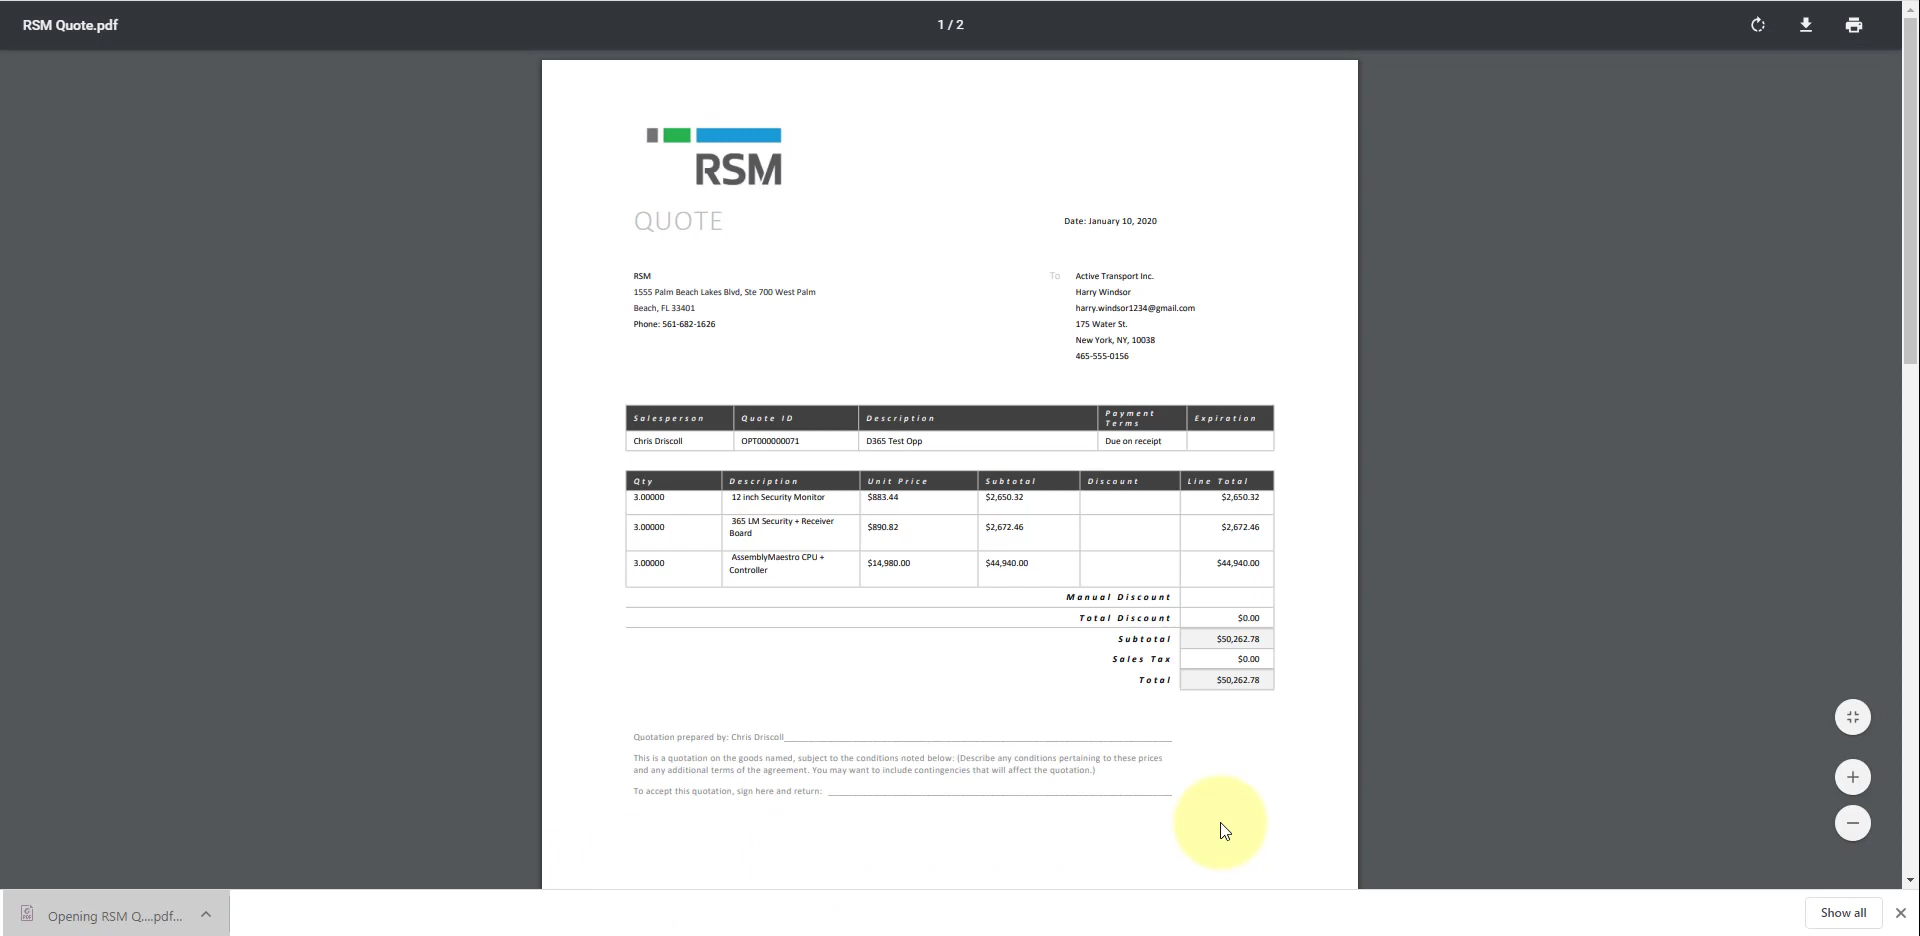 RSM Quote.pdf
1 / 2
RSM
QUOTE
Date: January 10, 2020
RSM
1555 Palm Beach Lakes Blvd, Ste 700 West Palm
Beach, FL 33401
Phone: 561-682-1626
To Active Transport Inc.
Harry Windsor
harry.windsor1234@gmail.com
175 Water St.
New York, NY, 10038
465-555-0156
Salesperson Quote ID Description Payment Terms Expiration
Chris Driscoll OPT000000071 D365 Test Opp Due on receipt
Qty Description Unit Price Subtotal Discount Line Total
3.00000 12 inch Security Monitor $883.44 $2,650.32 $2,650.32
3.00000 365 LM Security + Receiver Board $890.82 $2,672.46 $2,672.46
3.00000 AssemblyMaestro CPU + Controller $14,980.00 $44,940.00 $44,940.00
Manual Discount
Total Discount $0.00
Subtotal $50,262.78
Sales Tax $0.00
Total $50,262.78
Quotation prepared by: Chris Driscoll
This is a quotation on the goods named, subject to the conditions noted below: (Describe any conditions pertaining to these prices
and any additional terms of the agreement. You may want to include contingencies that will affect the quotation.)
To accept this quotation, sign here and return:
Opening RSM Q....pdf...
Show all